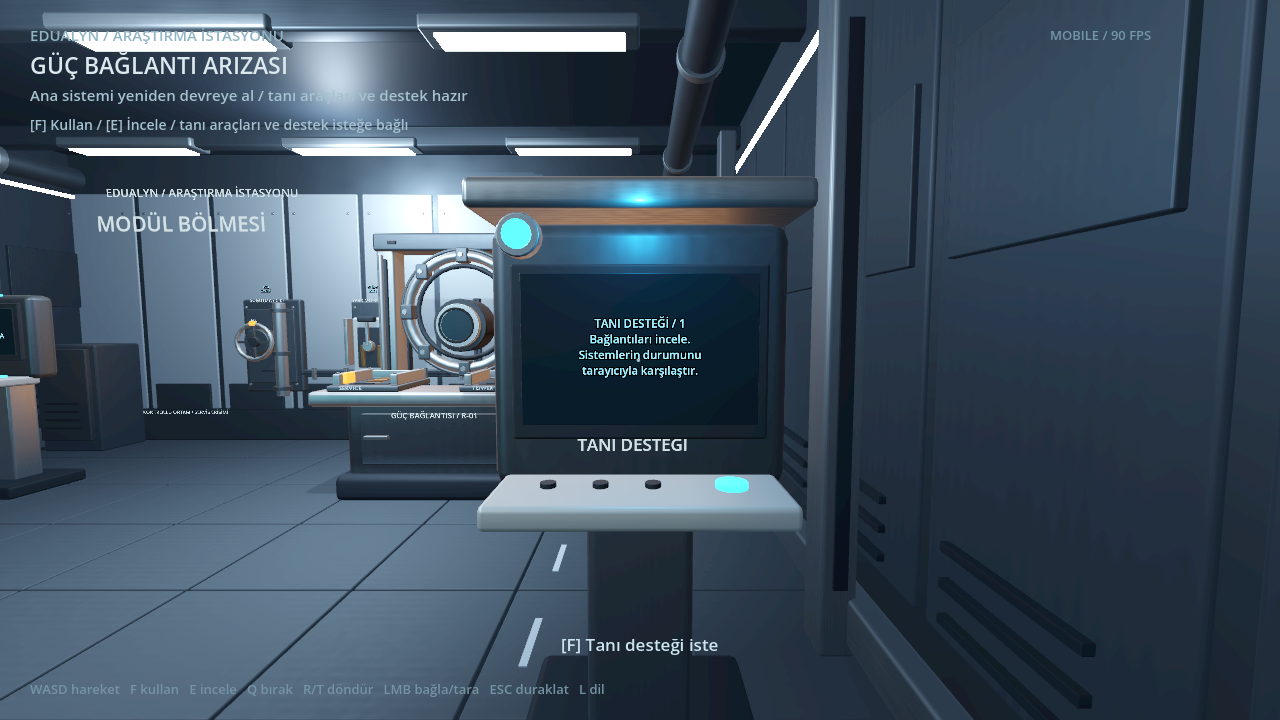 EDUALYN / ARAŞTIRMA İSTASYONU
MOBILE / 90 FPS
GÜÇ BAĞLANTI ARIZASI
Ana sistemi yeniden devreye al / tanı araçları ve destek hazır
[F] Kullan / [E] İncele / tanı araçları ve destek isteğe bağlı
EDUALYN / ARAŞTIRMA İSTASYONU
MODÜL BÖLMESİ
TANI DESTEĞİ / 1
Bağlantıları incele.
Sistemlerin durumunu
tarayıcıyla karşılaştır.
SERVICE
GÜÇ BAĞLANTISI / R-01
TANI DESTEGI
[F] Tanı desteği iste
WASD hareket F kullan E incele Q bırak R/T döndür LMB bağla/tara ESC duraklat L dil